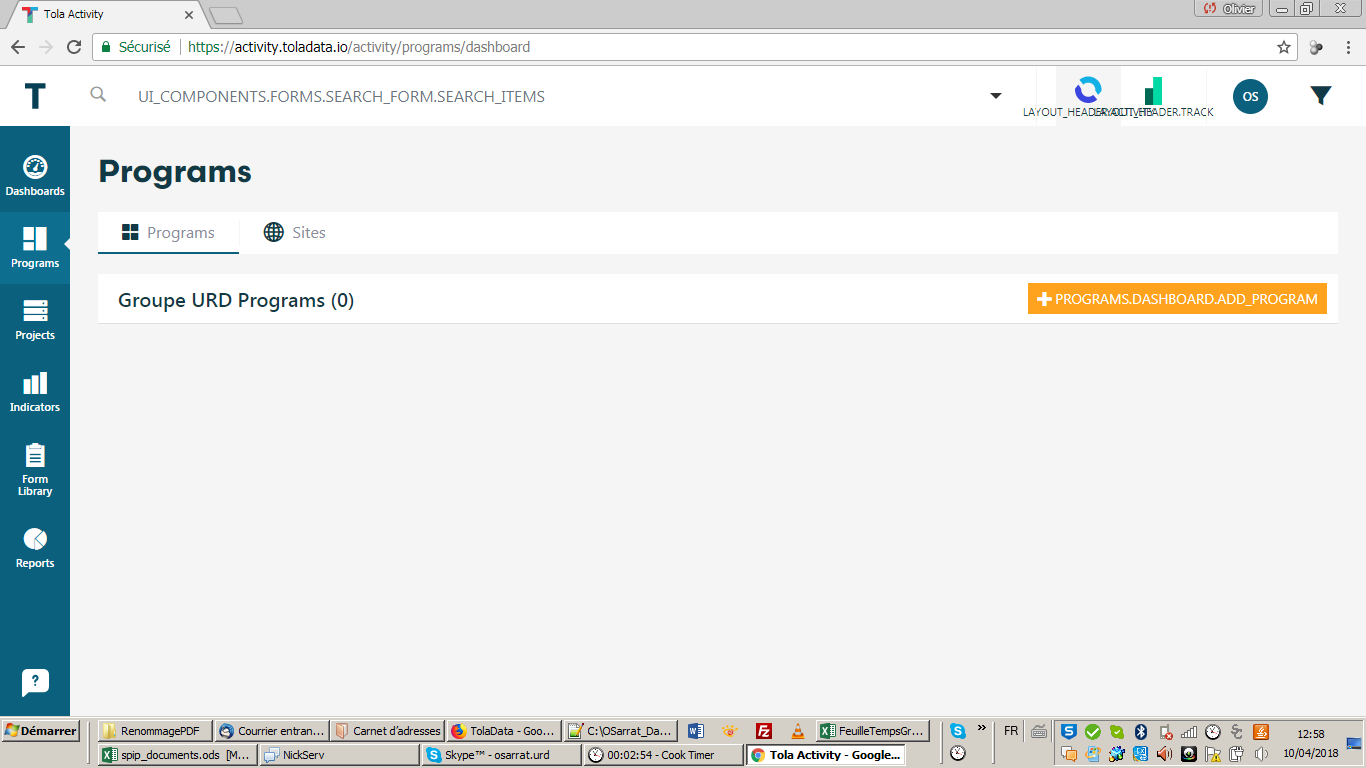 Tola Activity
Olivier
Sécurisé
https://activity.toladata.io/activity/programs/dashboard
T
UI_COMPONENTS.FORMS.SEARCH_FORM.SEARCH_ITEMS
LAYOUT_HEADER.TRACK
OS
Dashboards
Programs
Projects
Indicators
Form
Library
Reports
Programs
Programs
Sites
Groupe URD Programs (0)
PROGRAMS.DASHBOARD.ADD_PROGRAM
Démarrer
RenommagePDF
Courrier entran...
Carnet d'adresses
TolaData - Goo...
C:\OSarrat_Da...
FeuilleTempsGr...
FR
12:58
spip_documents.ods [M...
NickServ
Skype™ - osarrat.urd
00:02:54 - Cook Timer
Tola Activity - Google...
10/04/2018